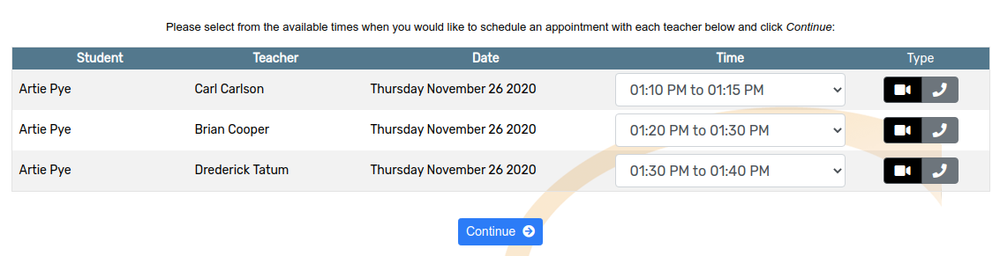 Please select from the available times when you would like to schedule an appointment with each teacher below and click Continue:
Student Teacher Date Time Type
Artie Pye Carl Carlson Thursday November 26 2020 01:10 PM to 01:15 PM
Artie Pye Brian Cooper Thursday November 26 2020 01:20 PM to 01:30 PM
Artie Pye Drederick Tatum Thursday November 26 2020 01:30 PM to 01:40 PM
Continue